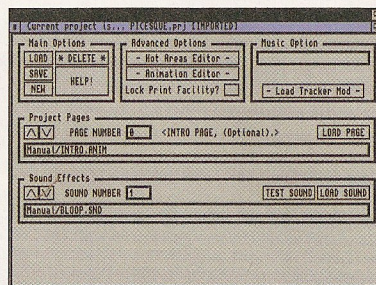 Current project is... PICESQUE.prj [IMPORTED]
Main Options
LOAD * DELETE *
SAVE HELP!
NEW
Advanced Options
- Hot Areas Editor -
- Animation Editor -
Lock Print Facility?
Music Option
- Load Tracker Mod -
Project Pages
PAGE NUMBER 0 <INTRO PAGE, (Optional).> LOAD PAGE
Manual/INTRO.ANIM
Sound Effects
SOUND NUMBER 1 TEST SOUND LOAD SOUND
Manual/BLOOP.SND